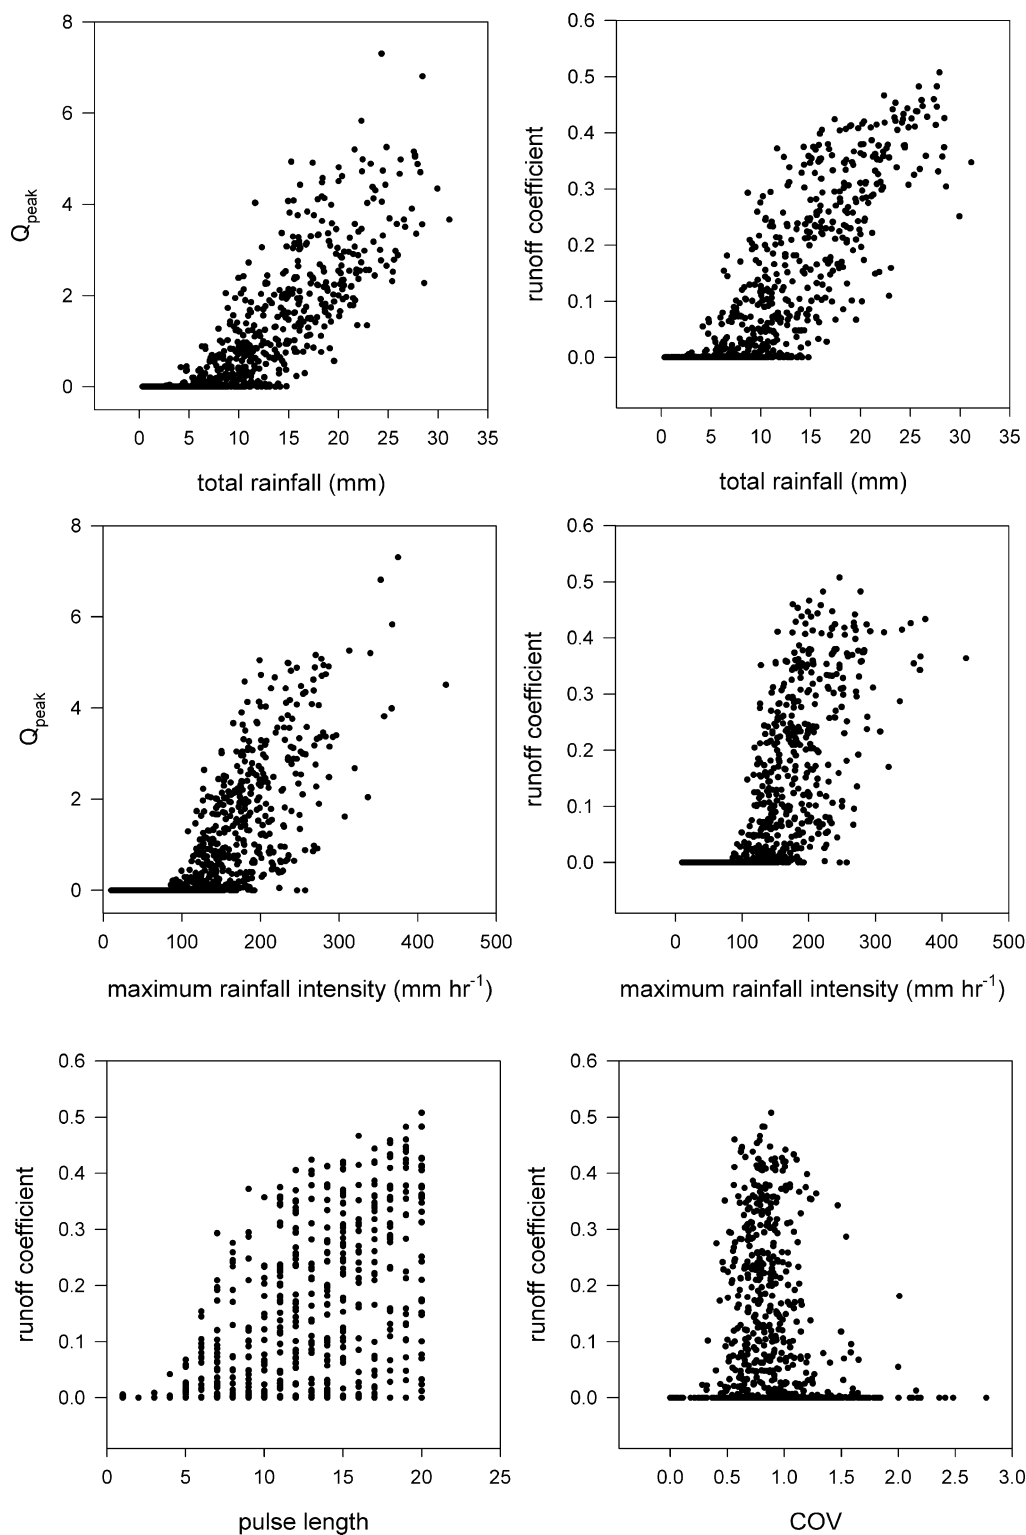 8
6
4
2
0
Q_peak
0 5 10 15 20 25 30 35
total rainfall (mm)
0.6
0.5
0.4
0.3
0.2
0.1
0.0
runoff coefficient
0 5 10 15 20 25 30 35
total rainfall (mm)
8
6
4
2
0
Q_peak
0 100 200 300 400 500
maximum rainfall intensity (mm hr⁻¹)
0.6
0.5
0.4
0.3
0.2
0.1
0.0
runoff coefficient
0 100 200 300 400 500
maximum rainfall intensity (mm hr⁻¹)
0.6
0.5
0.4
0.3
0.2
0.1
0.0
runoff coefficient
0 5 10 15 20 25
pulse length
0.6
0.5
0.4
0.3
0.2
0.1
0.0
runoff coefficient
0.0 0.5 1.0 1.5 2.0 2.5 3.0
COV